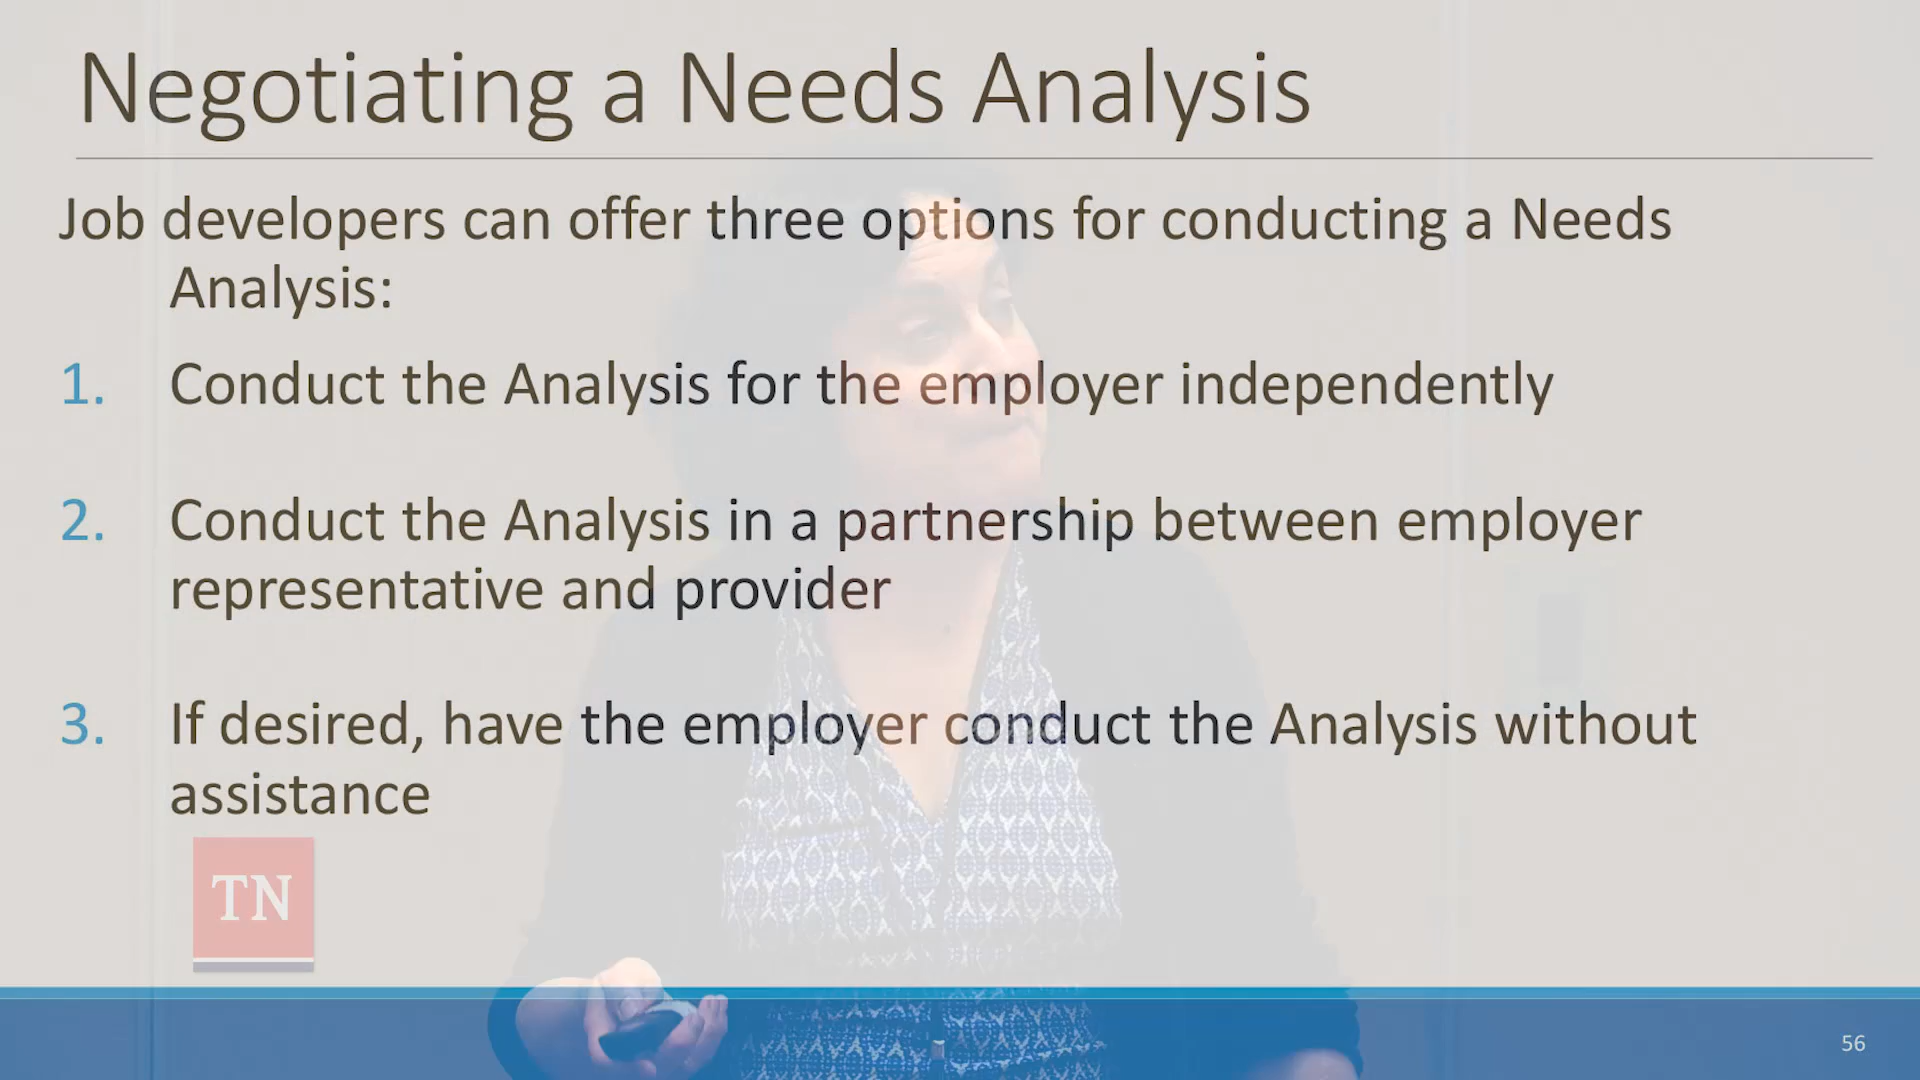 Negotiating a Needs Analysis
Job developers can offer three options for conducting a Needs
Analysis:
1. Conduct the Analysis for the employer independently
2. Conduct the Analysis in a partnership between employer
representative and provider
3. If desired, have the employer conduct the Analysis without
assistance
TN
56